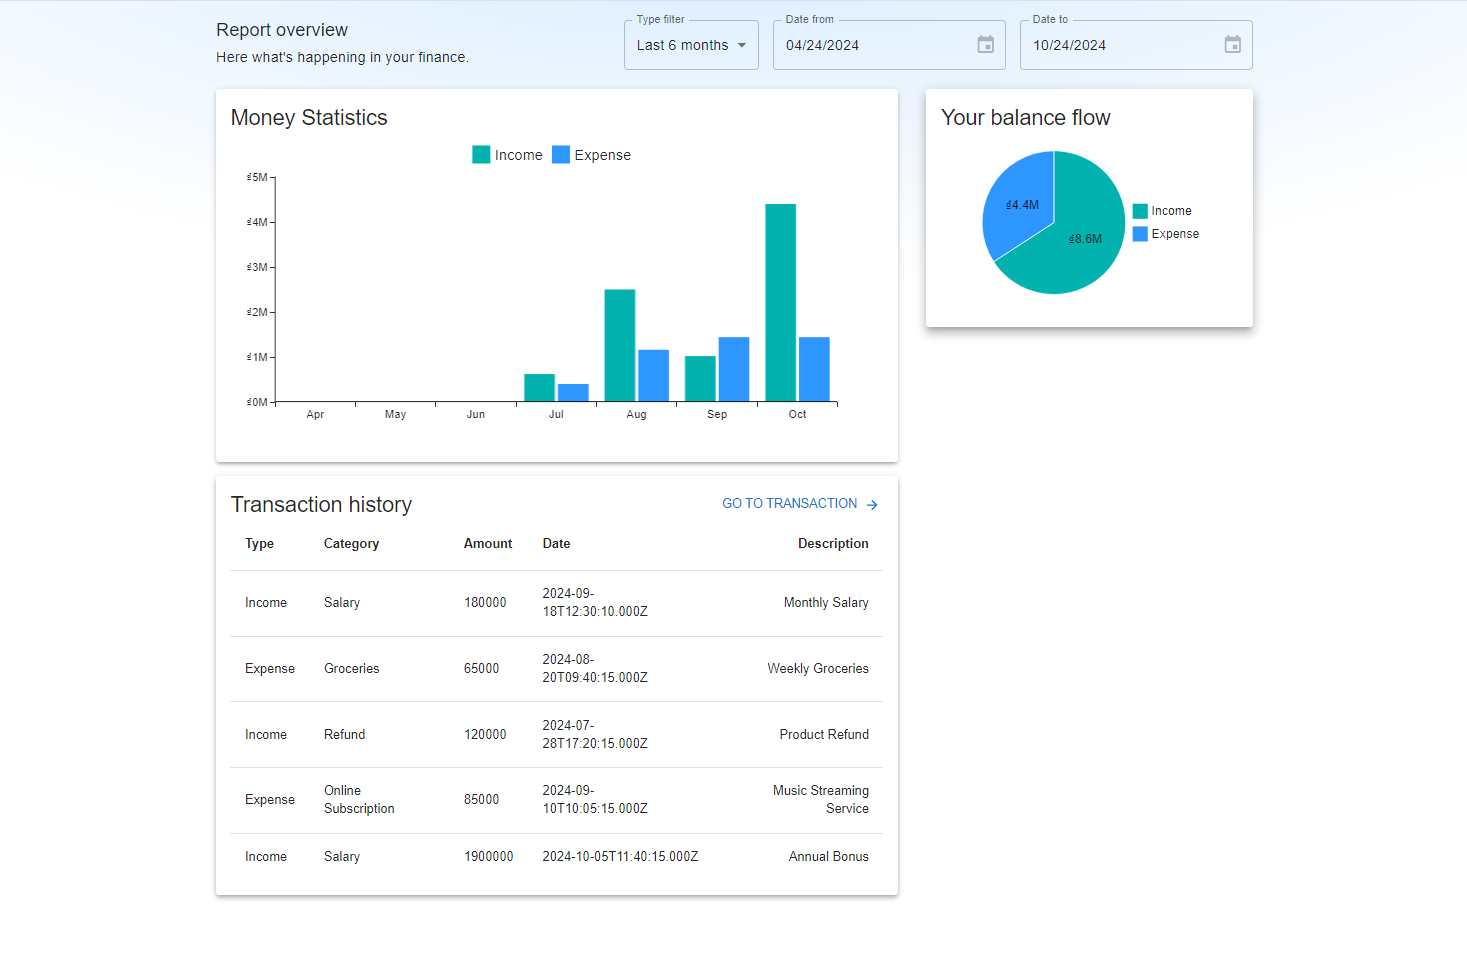 Report overview
Here what's happening in your finance.
Type filter
Last 6 months
Date from
04/24/2024
Date to
10/24/2024
Money Statistics
Income Expense
₫5M
₫4M
₫3M
₫2M
₫1M
₫0M
Apr May Jun Jul Aug Sep Oct
Your balance flow
₫4.4M
₫8.6M
Income
Expense
Transaction history
GO TO TRANSACTION →
Type Category Amount Date Description
Income Salary 180000 2024-09-
18T12:30:10.000Z Monthly Salary
Expense Groceries 65000 2024-08-
20T09:40:15.000Z Weekly Groceries
Income Refund 120000 2024-07-
28T17:20:15.000Z Product Refund
Expense Online
Subscription 85000 2024-09-
10T10:05:15.000Z Music Streaming
Service
Income Salary 1900000 2024-10-05T11:40:15.000Z Annual Bonus